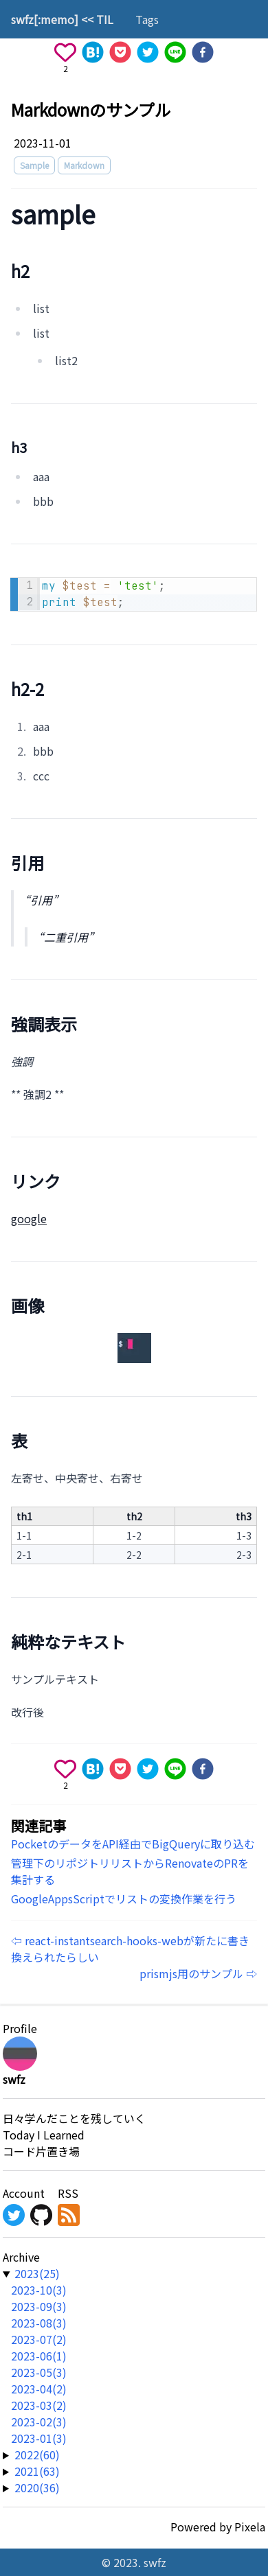 swfz[:memo] << TIL Tags
B!
LINE
2
Markdownのサンプル
2023-11-01
Sample Markdown
sample
h2
list
list
list2
h3
aaa
bbb
1 my $test = 'test';
2 print $test;
h2-2
1. aaa
2. bbb
3. ccc
引用
“引用”
“二重引用”
強調表示
強調
** 強調2 **
リンク
google
画像
$
表
左寄せ、中央寄せ、右寄せ
th1 th2 th3
1-1 1-2 1-3
2-1 2-2 2-3
純粋なテキスト
サンプルテキスト
改行後
B!
LINE
2
関連記事
PocketのデータをAPI経由でBigQueryに取り込む
管理下のリポジトリリストからRenovateのPRを
集計する
GoogleAppsScriptでリストの変換作業を行う
⇦ react-instantsearch-hooks-webが新たに書き
換えられたらしい
prismjs用のサンプル ⇨
Profile
swfz
日々学んだことを残していく
Today I Learned
コード片置き場
Account RSS
Archive
▼ 2023(25)
2023-10(3)
2023-09(3)
2023-08(3)
2023-07(2)
2023-06(1)
2023-05(3)
2023-04(2)
2023-03(2)
2023-02(3)
2023-01(3)
▶ 2022(60)
▶ 2021(63)
▶ 2020(36)
Powered by Pixela
© 2023. swfz